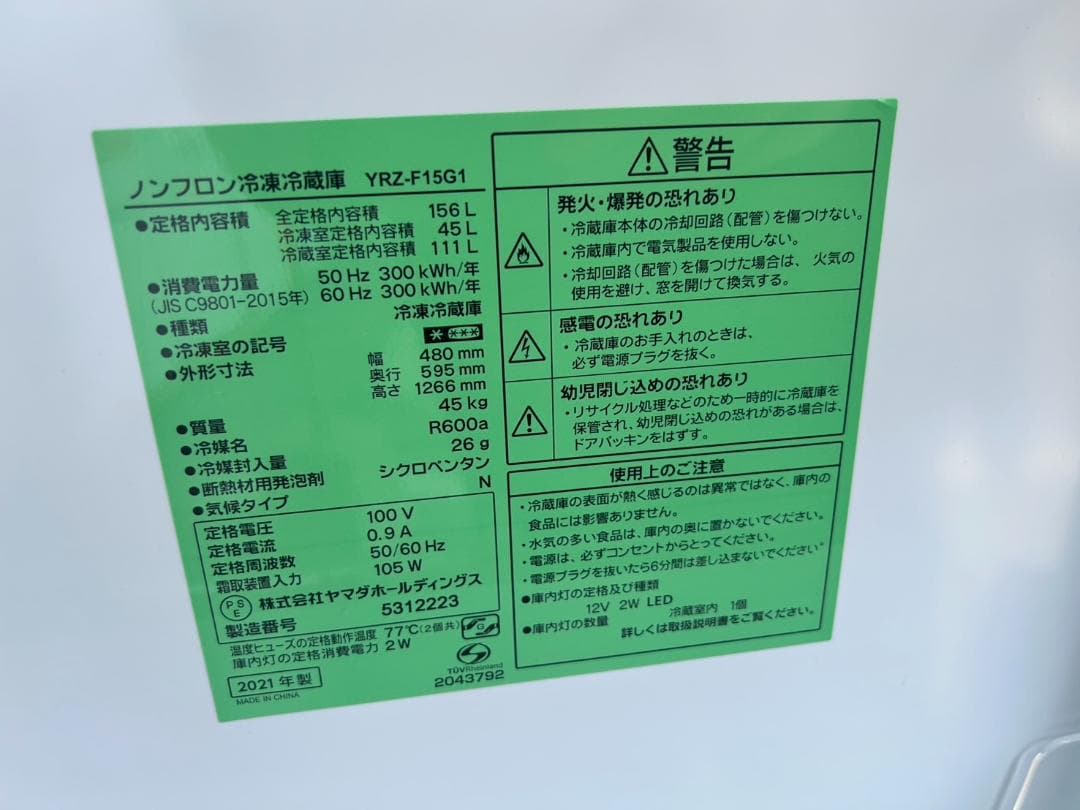 ノンフロン冷凍冷蔵庫 YRZ-F15G1
●定格内容積 全定格内容積 156 L
冷凍室定格内容積 45 L
冷蔵室定格内容積 111 L
●消費電力量 50 Hz 300 kWh/年
(JIS C9801-2015年) 60 Hz 300 kWh/年
●種類 冷凍冷蔵庫
●冷凍室の記号
●外形寸法 幅 480 mm
奥行 595 mm
高さ 1266 mm
●質量 45 kg
●冷媒名 R600a
●冷媒封入量 26 g
●断熱材用発泡剤 シクロペンタン
●気候タイプ N
定格電圧 100 V
定格電流 0.9 A
定格周波数 50/60 Hz
霜取装置入力 105 W
PSE 株式会社ヤマダホールディングス
製造番号 5312223
温度ヒューズの定格動作温度 77℃(2個共)
庫内灯の定格消費電力 2 W
2021 年製
MADE IN CHINA
TÜVRheinland
2043792
警告
発火・爆発の恐れあり
・冷蔵庫本体の冷却回路(配管)を傷つけない。
・冷蔵庫内で電気製品を使用しない。
・冷却回路(配管)を傷つけた場合は、火気の
使用を避け、窓を開けて換気する。
感電の恐れあり
・冷蔵庫のお手入れのときは、
必ず電源プラグを抜く。
幼児閉じ込めの恐れあり
・リサイクル処理などのため一時的に冷蔵庫を
保管され、幼児閉じ込めの恐れがある場合は、
ドアパッキンをはずす。
使用上のご注意
・冷蔵庫の表面が熱く感じるのは異常ではなく、庫内の
食品には影響ありません。
・水気の多い食品は、庫内の奥に置かないでください。
・電源は、必ずコンセントからとってください。
・電源プラグを抜いたら6分間は差し込まないでください。
●庫内灯の定格及び種類
12V 2W LED
●庫内灯の数量 冷蔵室内 1個
詳しくは取扱説明書をご覧ください。